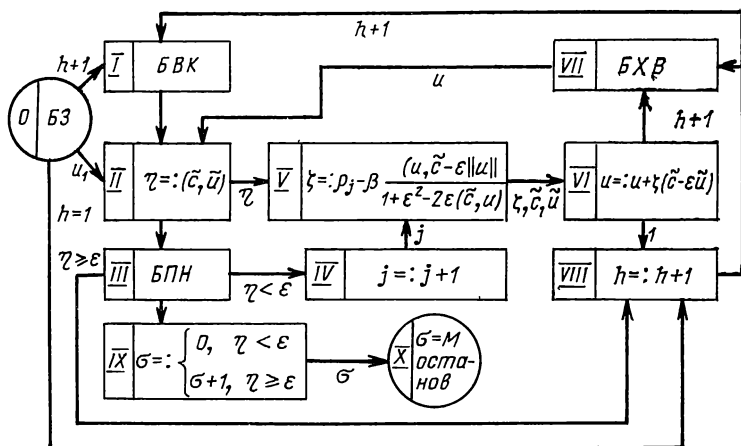 h+1
h+1
I БВК
u
VII БХВ
0 БЗ
h+1
u₁
II η=:(c̃,ũ)
η
V ζ=:ρⱼ-β (u,c̃-ε||u|| / 1+ε²-2ε(c̃,u)
ζ,c̃,ũ
VI u=:u+ζ(c̃-εũ)
h=1
j
1
η≥ε
III БПН
η<ε
IV j=:j+1
VIII h=:h+1
IX σ=: { 0, η<ε
σ+1, η≥ε
σ
X σ=M
оста-
нов